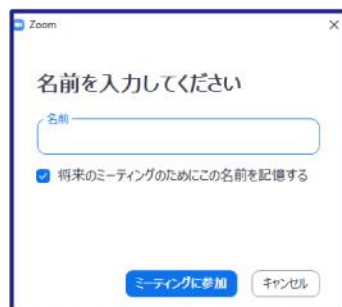 Zoom
名前を入力してください
名前
将来のミーティングのためにこの名前を記憶する
ミーティングに参加
キャンセル